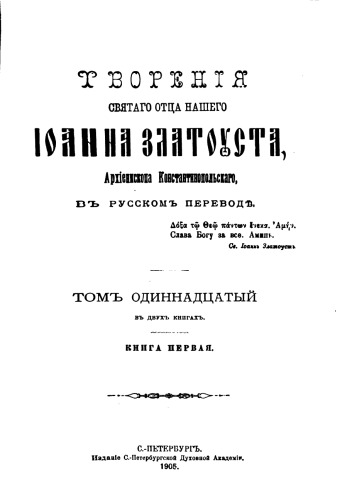 ТВОРЕНІЯ
СВЯТАГО ОТЦА НАШЕГО
ІОАННА ЗЛАТОУСТА,
Архіепископа Константинопольскаго,
ВЪ РУССКОМЪ ПЕРЕВОДѢ.
Δόξα τῷ Θεῷ πάντων ἕνεκα. Ἀμήν.
Слава Богу за все. Аминь.
Св. Іоаннъ Златоустъ
ТОМЪ ОДИННАДЦАТЫЙ
ВЪ ДВУХЪ КНИГАХЪ.
КНИГА ПЕРВАЯ.
С.-ПЕТЕРБУРГЪ.
Изданіе С.-Петербургской Духовной Академіи.
1905.